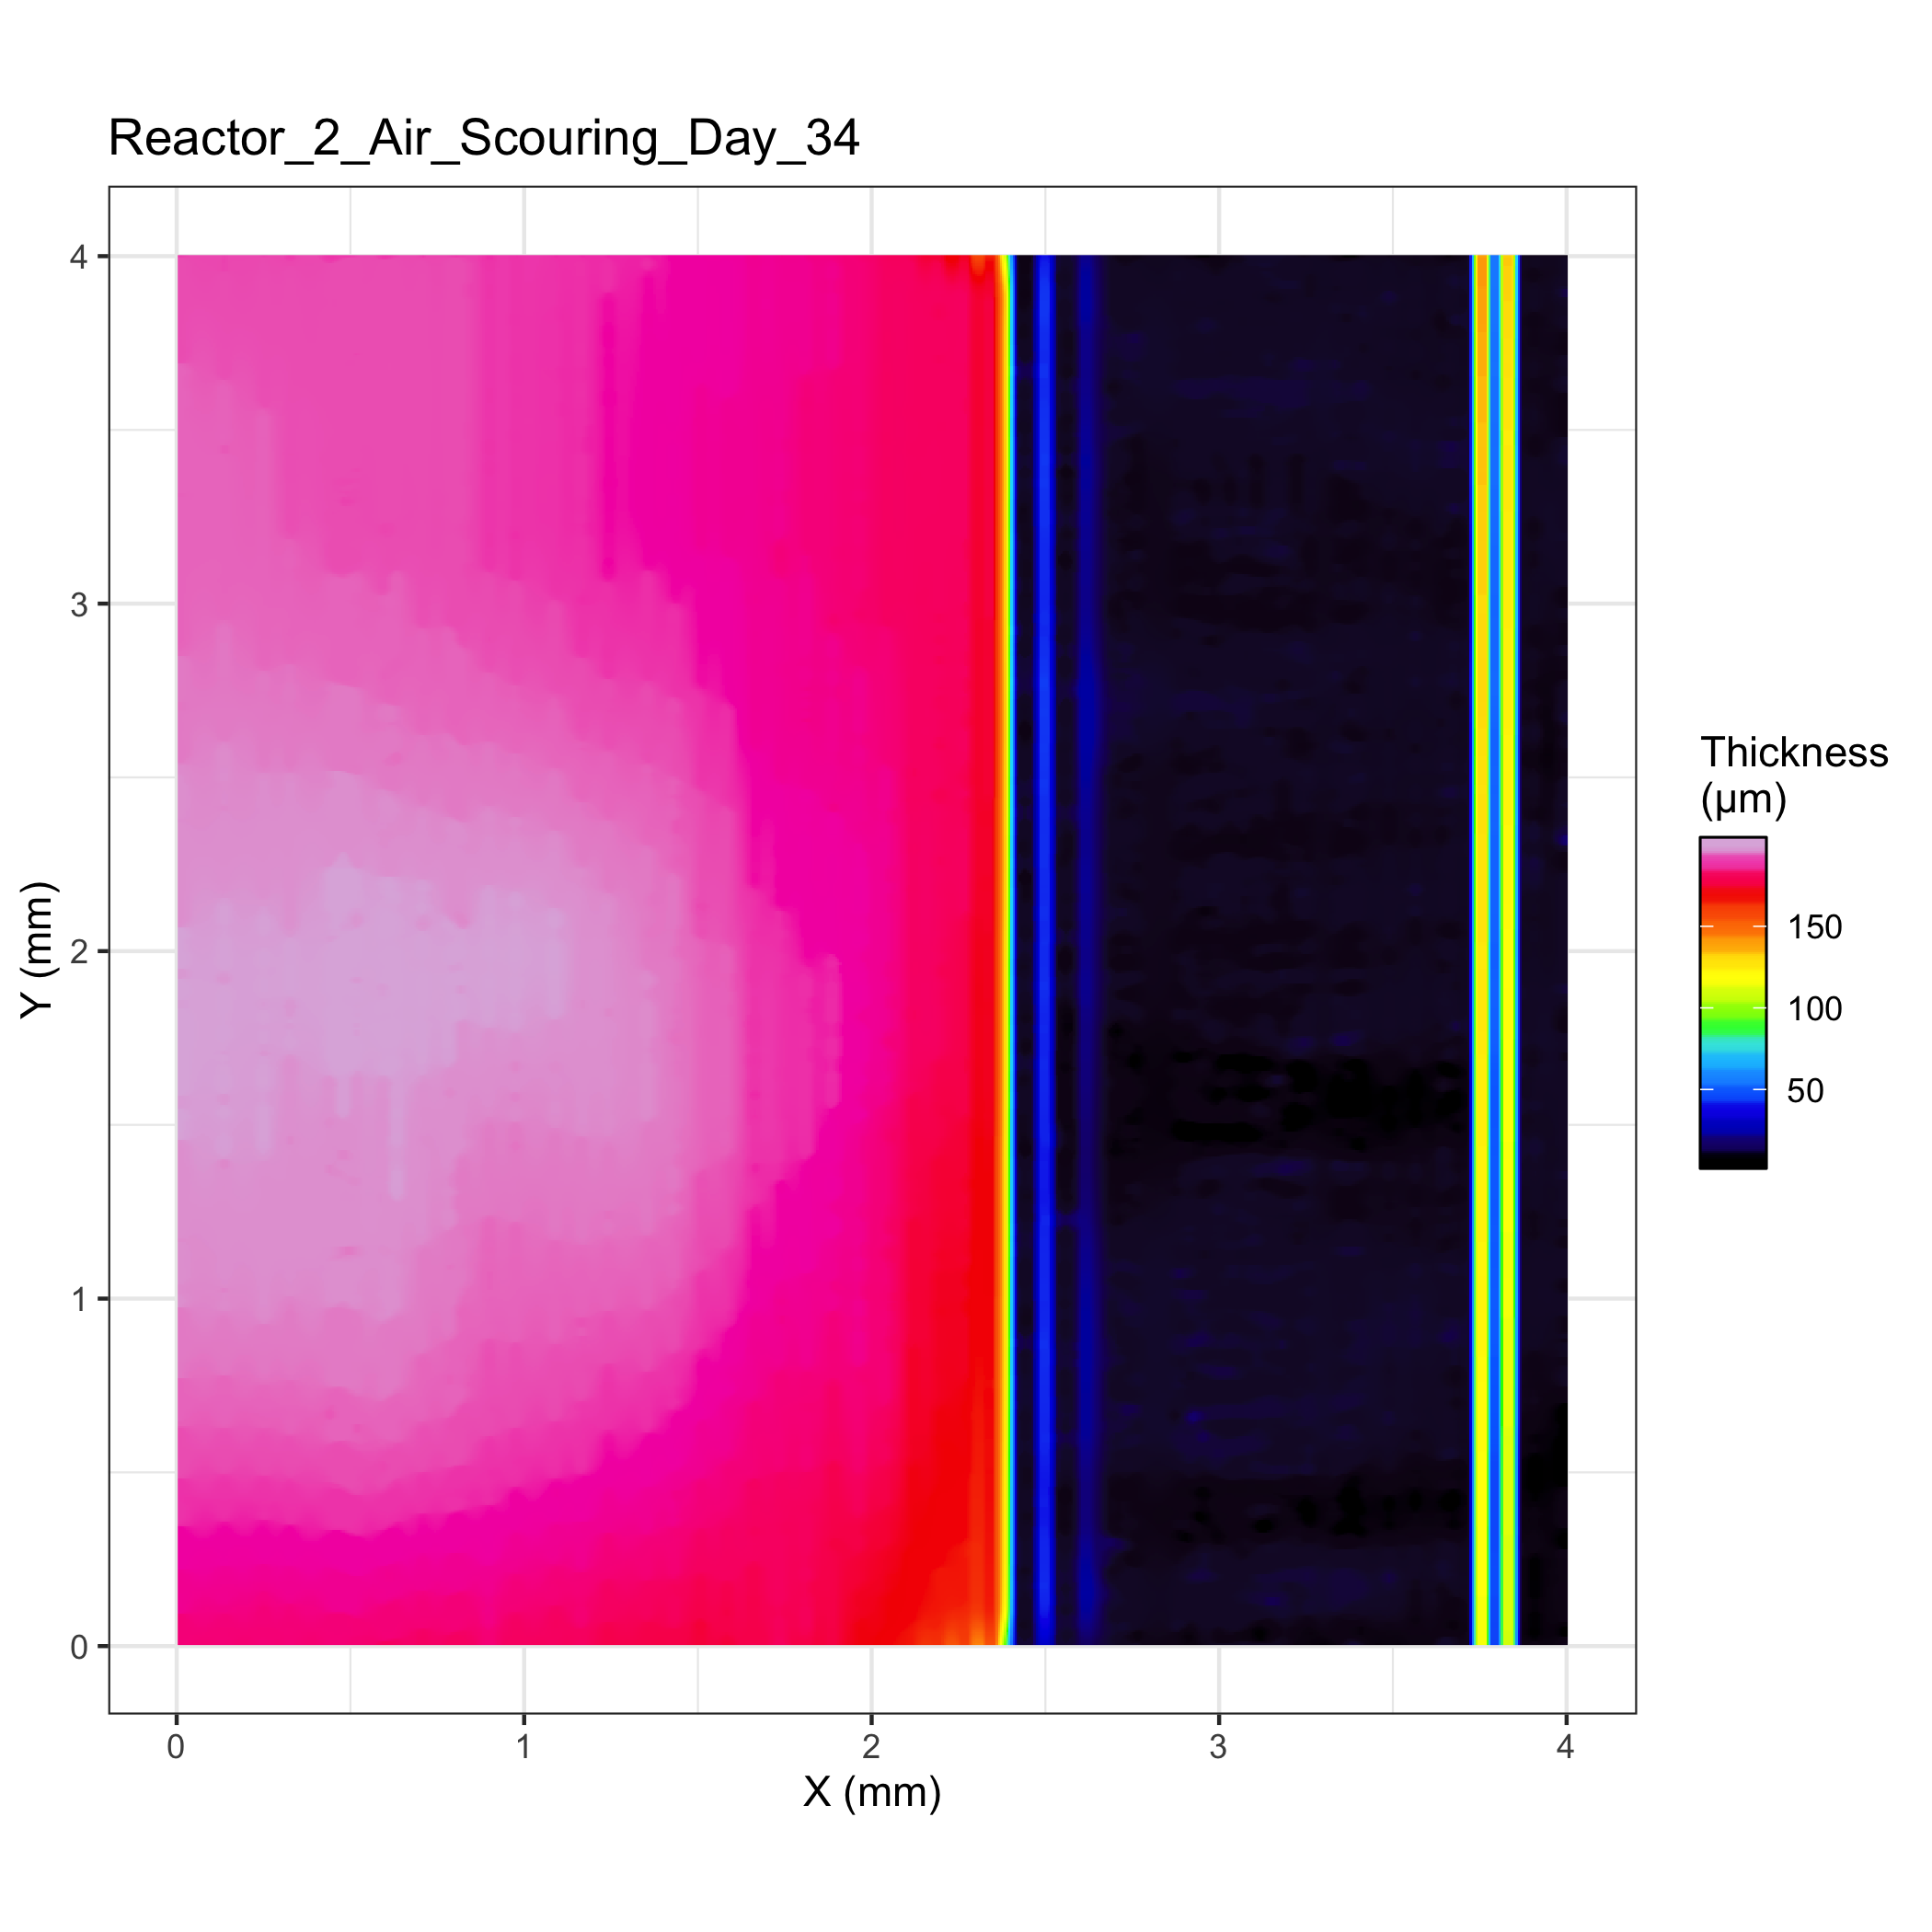 Reactor_2_Air_Scouring_Day_34
4
3
2
1
0
Y (mm)
0 1 2 3 4
X (mm)
Thickness
(µm)
150
100
50